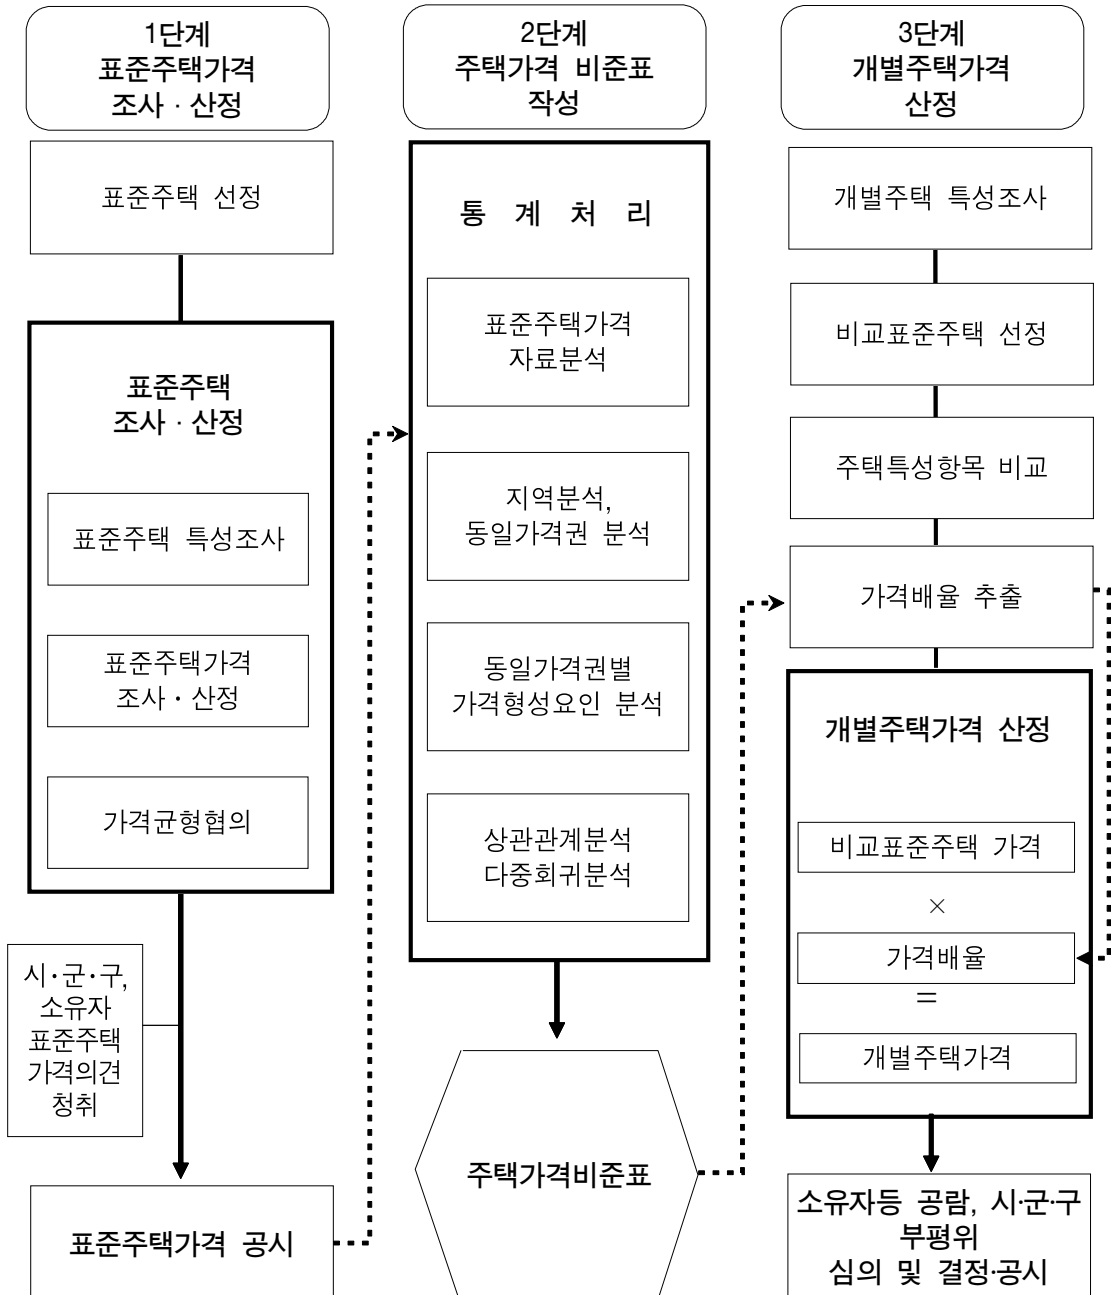 1단계
표준주택가격
조사 · 산정
표준주택 선정
표준주택
조사 · 산정
표준주택 특성조사
표준주택가격
조사 · 산정
가격균형협의
시·군·구,
소유자
표준주택
가격의견
청취
표준주택가격 공시
2단계
주택가격 비준표
작성
통 계 처 리
표준주택가격
자료분석
지역분석,
동일가격권 분석
동일가격권별
가격형성요인 분석
상관관계분석
다중회귀분석
주택가격비준표
3단계
개별주택가격
산정
개별주택 특성조사
비교표준주택 선정
주택특성항목 비교
가격배율 추출
개별주택가격 산정
비교표준주택 가격
×
가격배율
=
개별주택가격
소유자등 공람, 시·군·구
부평위
심의 및 결정·공시